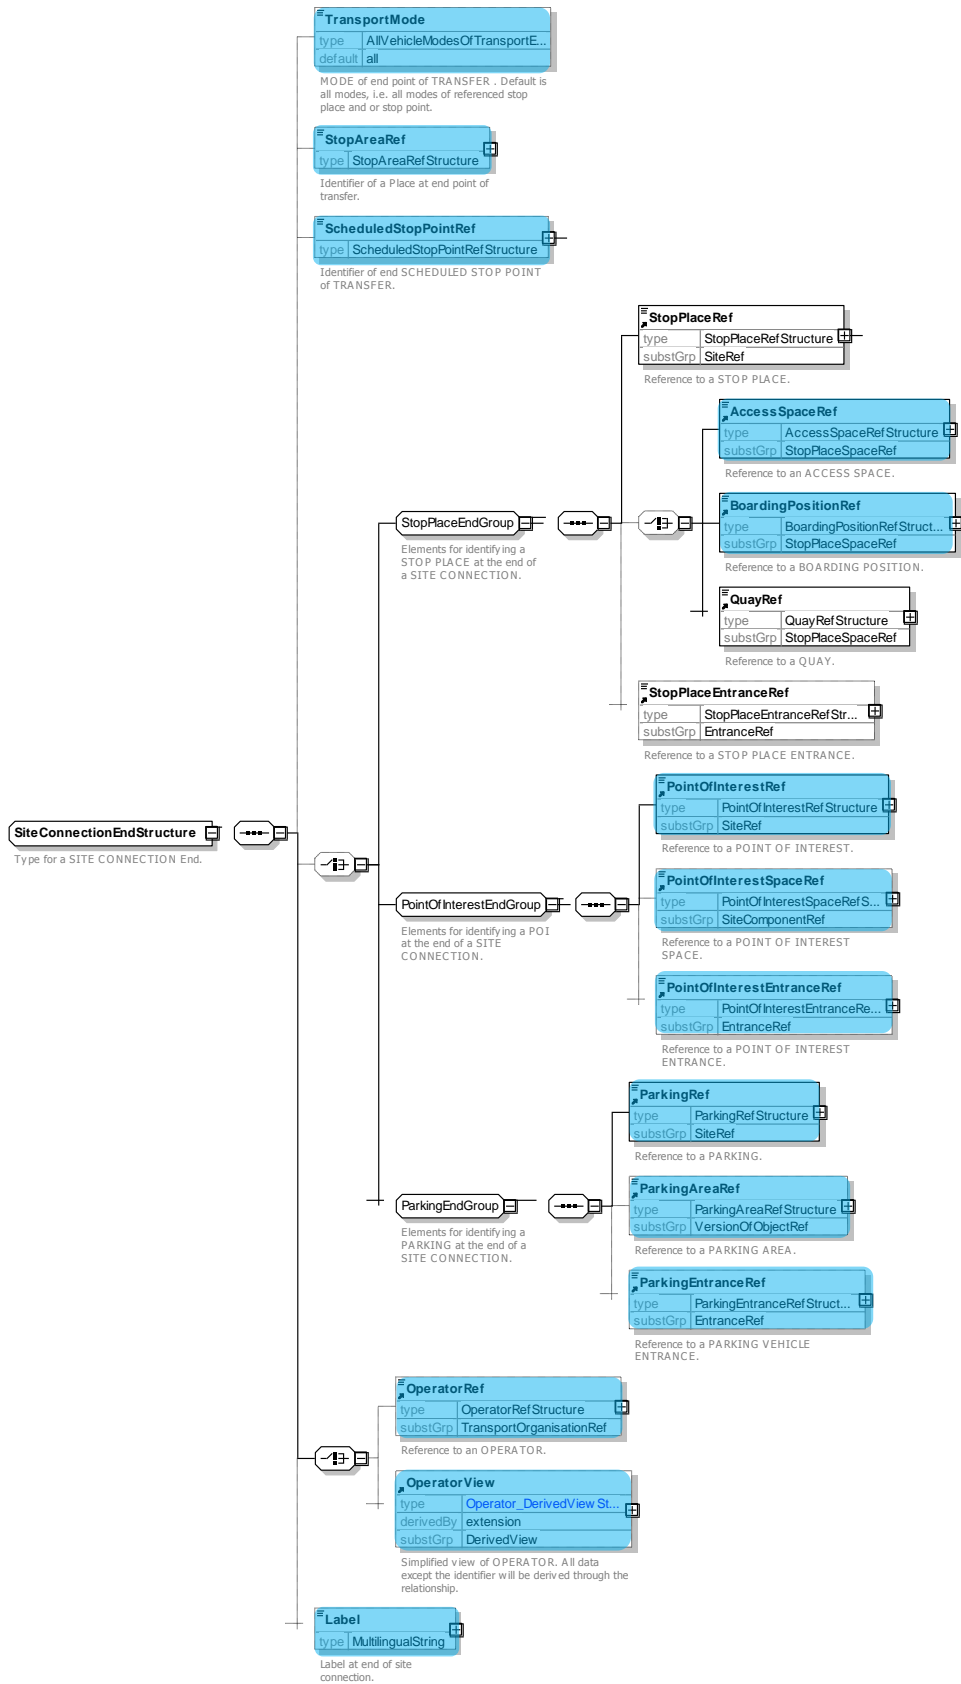 TransportMode
type AllVehicleModesOfTransportE...
default all
MODE of end point of TRANSFER . Default is
all modes, i.e. all modes of referenced stop
place and or stop point.
StopAreaRef
type StopAreaRefStructure
Identifier of a Place at end point of
transfer.
ScheduledStopPointRef
type ScheduledStopPointRefStructure
Identifier of end SCHEDULED STOP POINT
of TRANSFER.
StopPlaceRef
type StopPlaceRefStructure
substGrp SiteRef
Reference to a STOP PLACE.
AccessSpaceRef
type AccessSpaceRefStructure
substGrp StopPlaceSpaceRef
Reference to an ACCESS SPACE.
StopPlaceEndGroup
Elements for identifying a
STOP PLACE at the end of
a SITE CONNECTION.
BoardingPositionRef
type BoardingPositionRefStruct...
substGrp StopPlaceSpaceRef
Reference to a BOARDING POSITION.
QuayRef
type QuayRefStructure
substGrp StopPlaceSpaceRef
Reference to a QUAY.
StopPlaceEntranceRef
type StopPlaceEntranceRefStr...
substGrp EntranceRef
Reference to a STOP PLACE ENTRANCE.
SiteConnectionEndStructure
Type for a SITE CONNECTION End.
PointOfInterestRef
type PointOfInterestRefStructure
substGrp SiteRef
Reference to a POINT OF INTEREST.
PointOfInterestEndGroup
Elements for identifying a POI
at the end of a SITE
CONNECTION.
PointOfInterestSpaceRef
type PointOfInterestSpaceRefS...
substGrp SiteComponentRef
Reference to a POINT OF INTEREST
SPACE.
PointOfInterestEntranceRef
type PointOfInterestEntranceRe...
substGrp EntranceRef
Reference to a POINT OF INTEREST
ENTRANCE.
ParkingRef
type ParkingRefStructure
substGrp SiteRef
Reference to a PARKING.
ParkingEndGroup
Elements for identifying a
PARKING at the end of a
SITE CONNECTION.
ParkingAreaRef
type ParkingAreaRefStructure
substGrp VersionOfObjectRef
Reference to a PARKING AREA.
ParkingEntranceRef
type ParkingEntranceRefStruct...
substGrp EntranceRef
Reference to a PARKING VEHICLE
ENTRANCE.
OperatorRef
type OperatorRefStructure
substGrp TransportOrganisationRef
Reference to an OPERATOR.
OperatorView
type Operator_DerivedViewSt...
derivedBy extension
substGrp DerivedView
Simplified view of OPERATOR. All data
except the identifier will be derived through the
relationship.
Label
type MultilingualString
Label at end of site
connection.